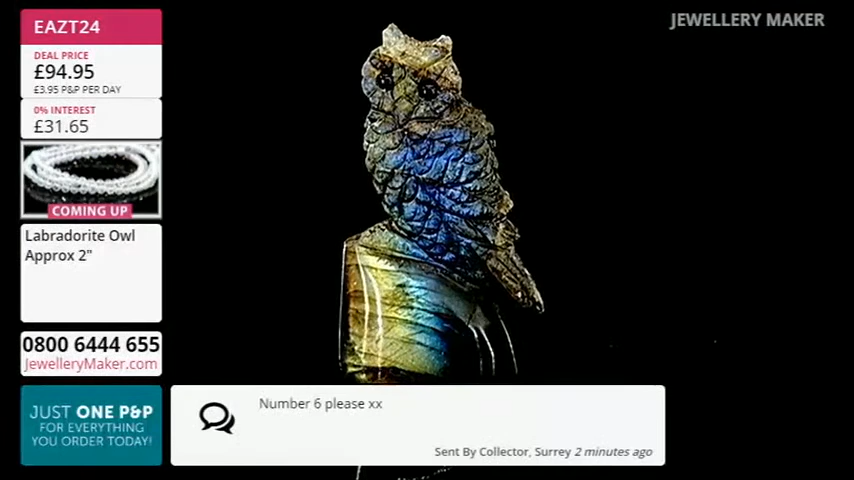 EAZT24
DEAL PRICE
£94.95
£3.95 P&P PER DAY
0% INTEREST
£31.65
COMING UP
Labradorite Owl
Approx 2"
0800 6444 655
JewelleryMaker.com
JUST ONE P&P
FOR EVERYTHING
YOU ORDER TODAY!
JEWELLERY MAKER
Number 6 please xx
Sent By Collector, Surrey 2 minutes ago